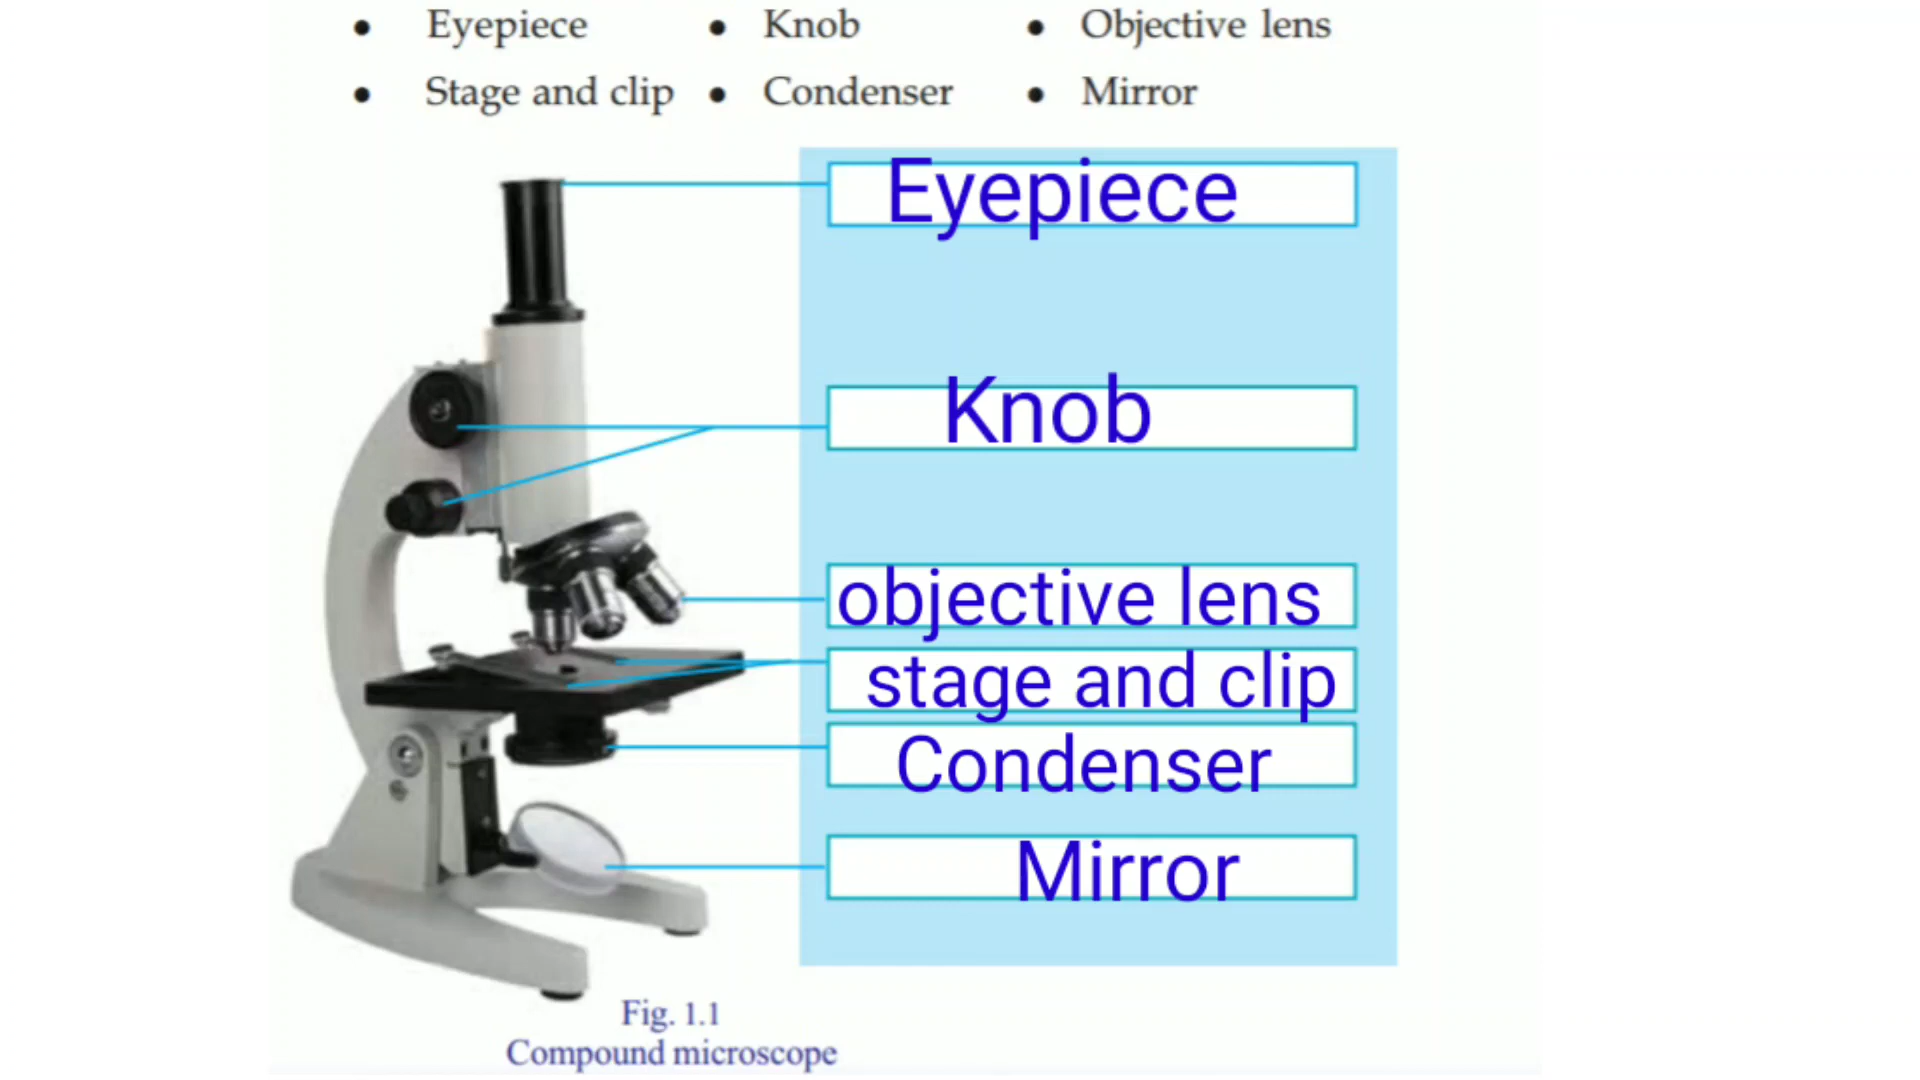 • Eyepiece • Knob • Objective lens
• Stage and clip • Condenser • Mirror
Eyepiece
Knob
objective lens
stage and clip
Condenser
Mirror
Fig. 1.1
Compound microscope